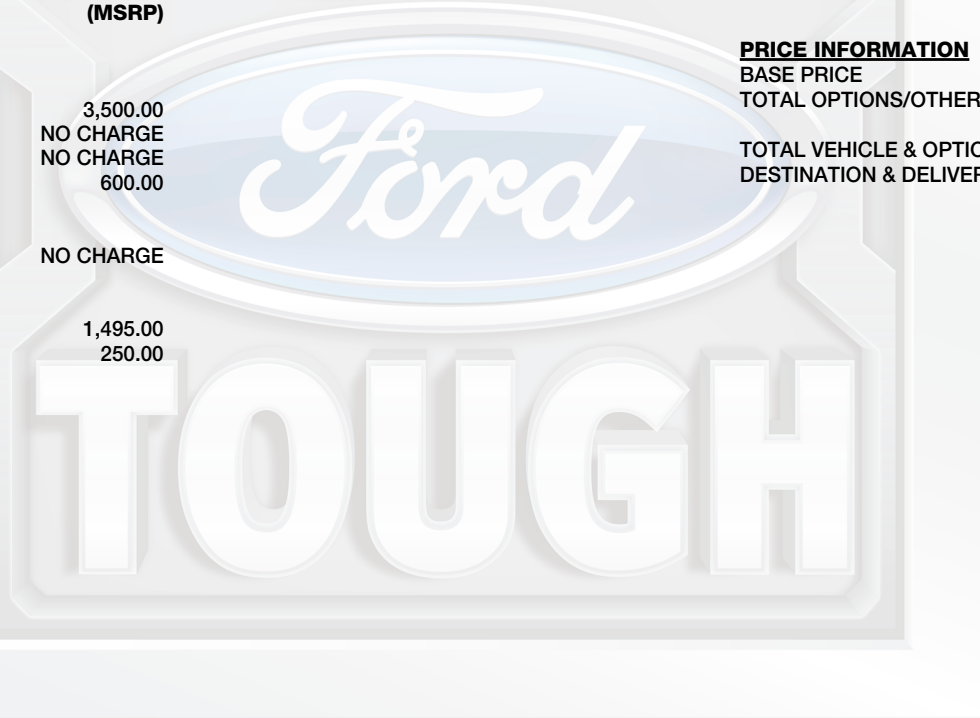 (MSRP)
3,500.00
NO CHARGE
NO CHARGE
600.00
NO CHARGE
1,495.00
250.00
PRICE INFORMATION
BASE PRICE
TOTAL OPTIONS/OTHER
TOTAL VEHICLE & OPTIO
DESTINATION & DELIVER
Ford
TOUGH